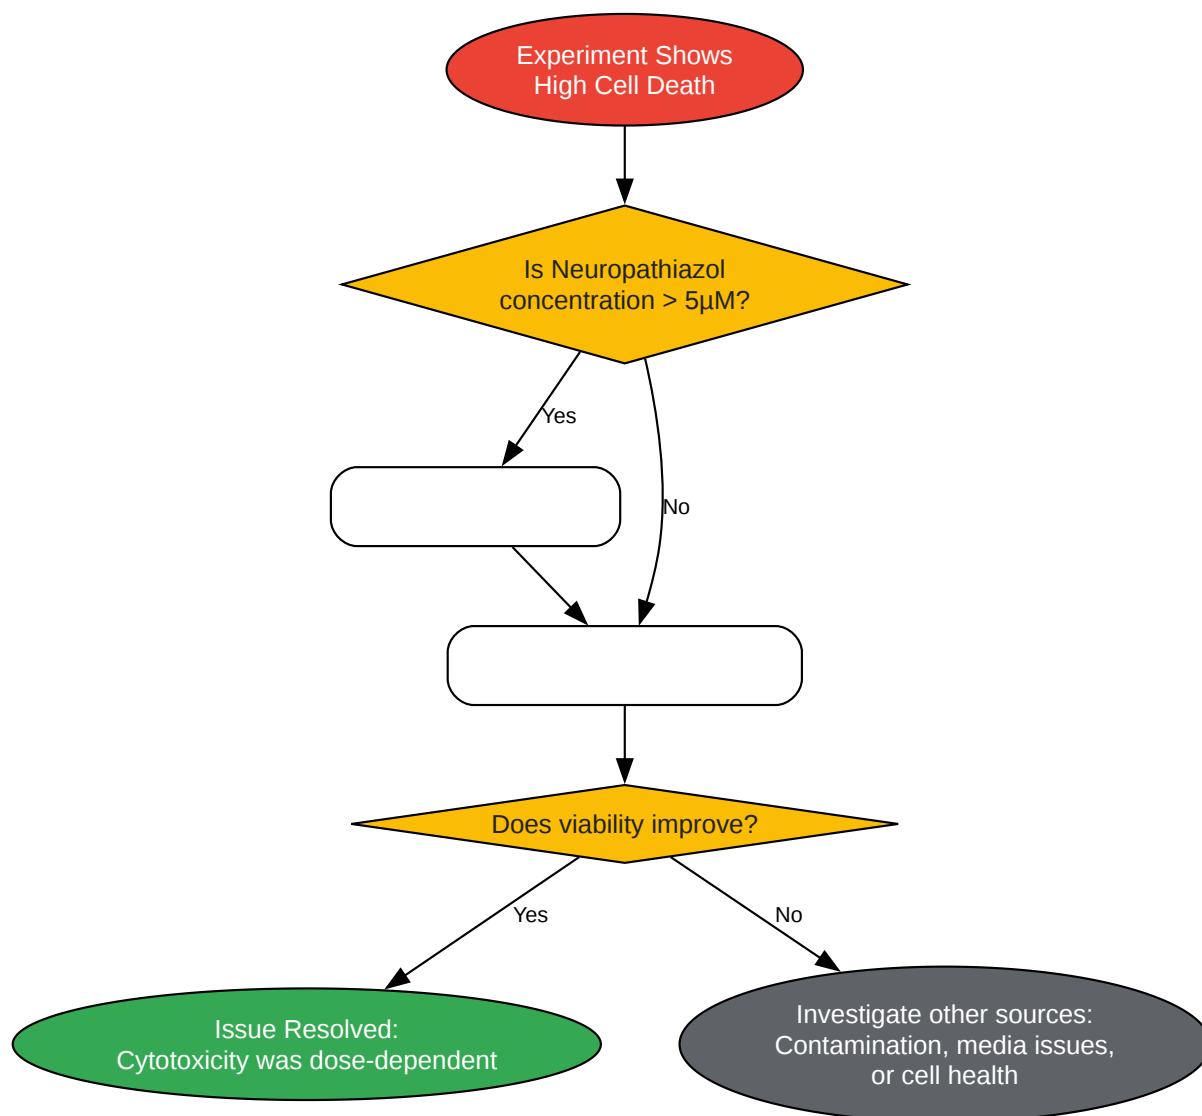 Experiment Shows
High Cell Death
Is Neuropathiazol
concentration > 5µM?
Yes
No
Does viability improve?
Yes
No
Issue Resolved:
Cytotoxicity was dose-dependent
Investigate other sources:
Contamination, media issues,
or cell health